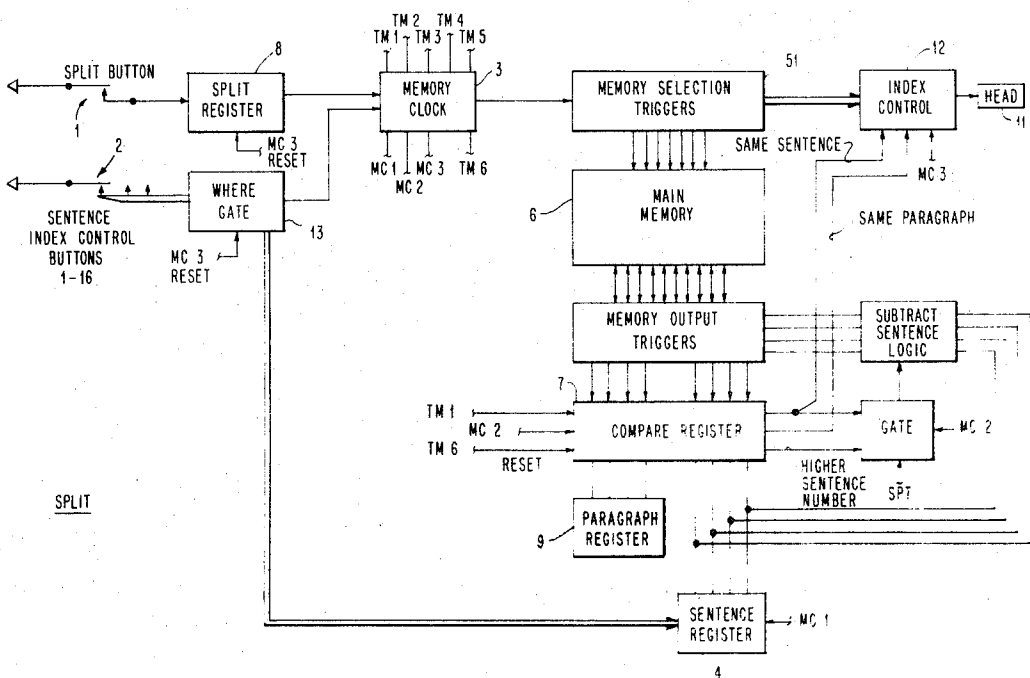 TM 2
TM 4
TM 1
TM 3
TM 5
8
3
51
12
SPLIT BUTTON
SPLIT
REGISTER
MEMORY
CLOCK
MEMORY SELECTION
TRIGGERS
INDEX
CONTROL
HEAD
11
1
MC 3
RESET
MC 1
MC 2
MC 3
TM 6
SAME SENTENCE
MC 3
2
WHERE
GATE
13
MAIN
MEMORY
6
SAME PARAGRAPH
SENTENCE
INDEX CONTROL
BUTTONS
1-16
MC 3
RESET
MEMORY OUTPUT
TRIGGERS
SUBTRACT
SENTENCE
LOGIC
7
TM 1
MC 2
TM 6
RESET
COMPARE REGISTER
GATE
MC 2
HIGHER
SENTENCE
NUMBER
SPT
SPLIT
PARAGRAPH
REGISTER
9
SENTENCE
REGISTER
MC 1
4